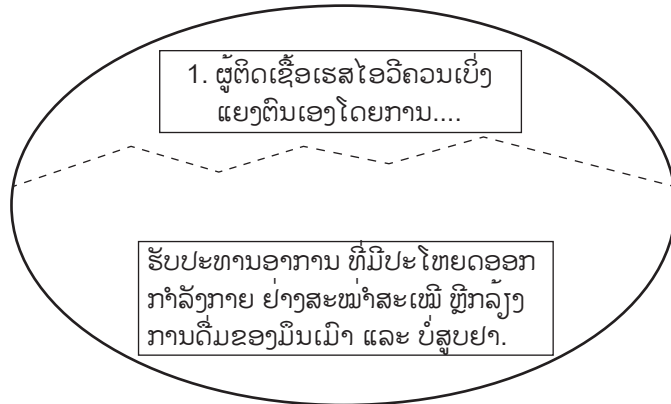 1. ຜູ້ຕິດເຊື້ອເຮສໄອວີຄວນເບິ່ງ
ແຍງຕົນເອງໂດຍການ....
ຮັບປະທານອາການ ທີ່ມີປະໂຫຍດອອກ
ກຳລັງກາຍ ຢ່າງສະໝ່ຳສະເໝີ ຫຼີກລ້ຽງ
ການດື່ມຂອງມຶນເມົາ ແລະ ບໍ່ສູບຢາ.